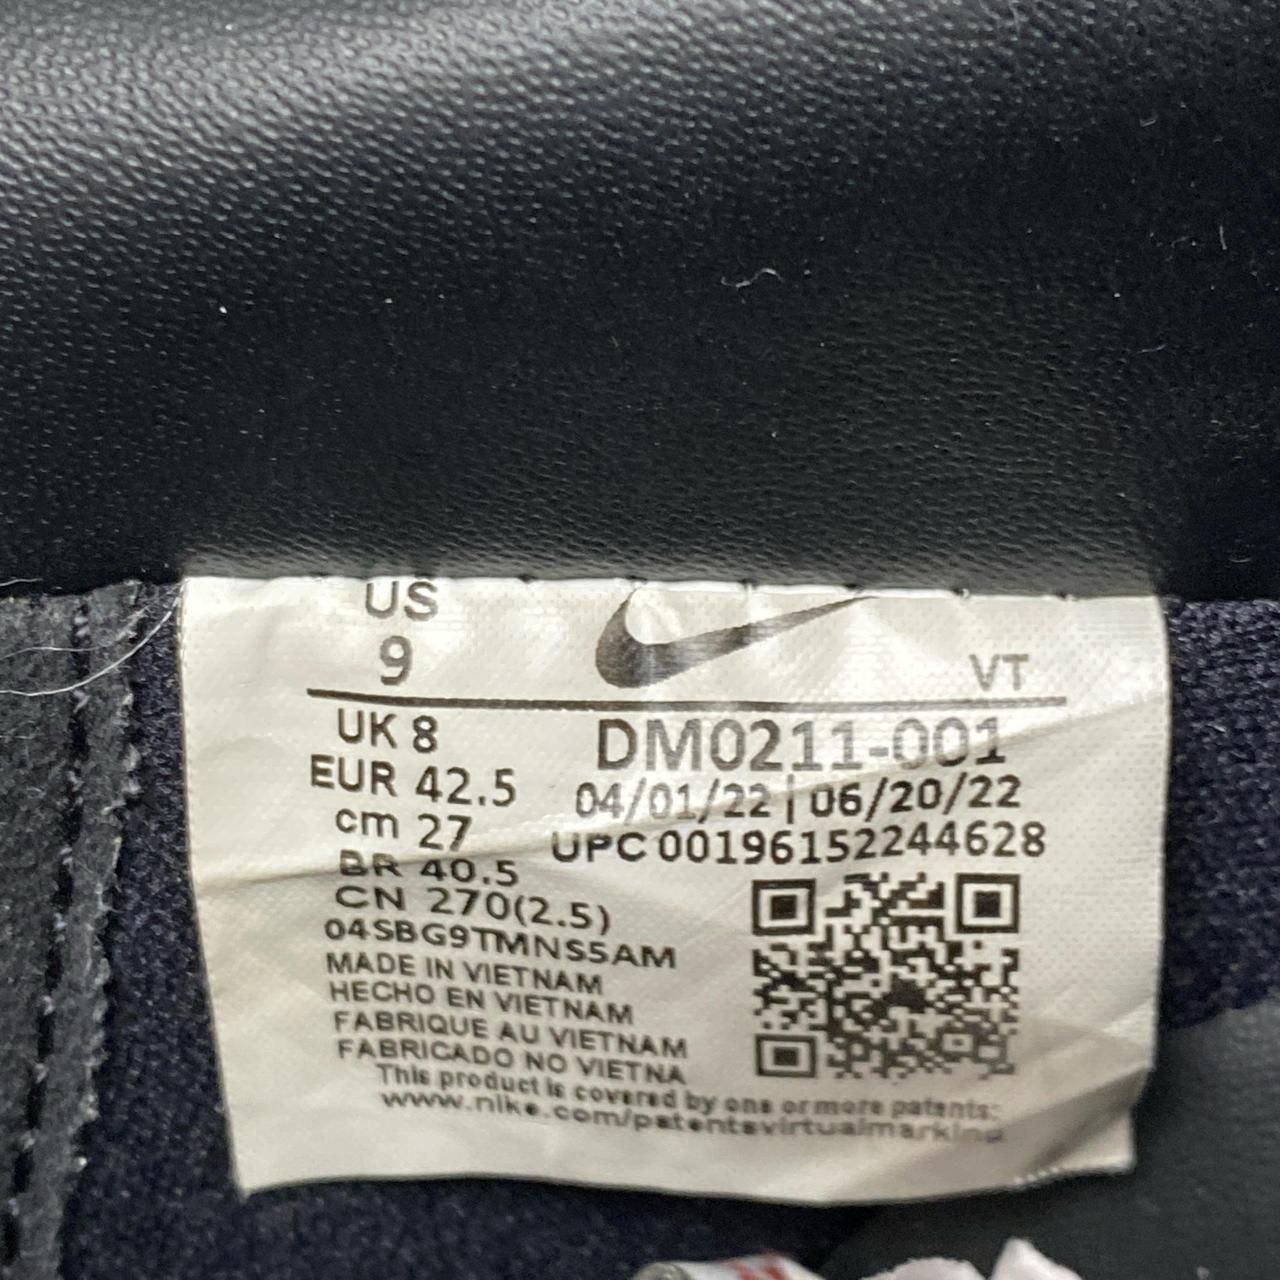 US
9
VT
UK 8
DM0211-001
EUR 42.5
04/01/22 | 06/20/22
cm 27
UPC 001961522244628
BR 40.5
CN 270(2.5)
04SBG9TMNS5AM
MADE IN VIETNAM
HECHO EN VIETNAM
FABRIQUE AU VIETNAM
FABRICADO NO VIETNA
This product is covered by one or more patents:
www.nike.com/patentsvirtualmarking